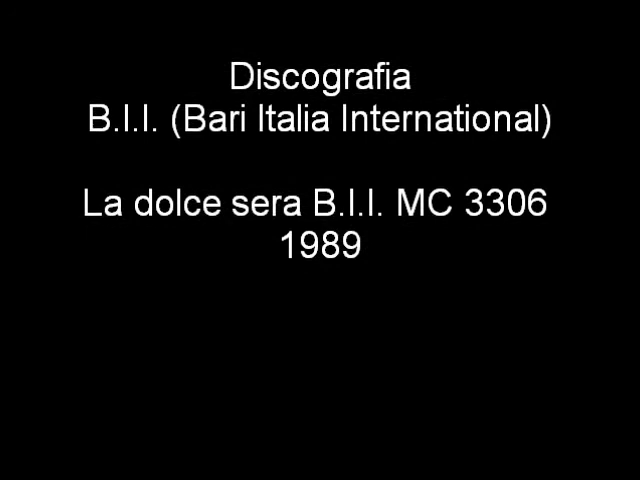 Discografia
B.I.I. (Bari Italia International)
La dolce sera B.I.I. MC 3306
1989